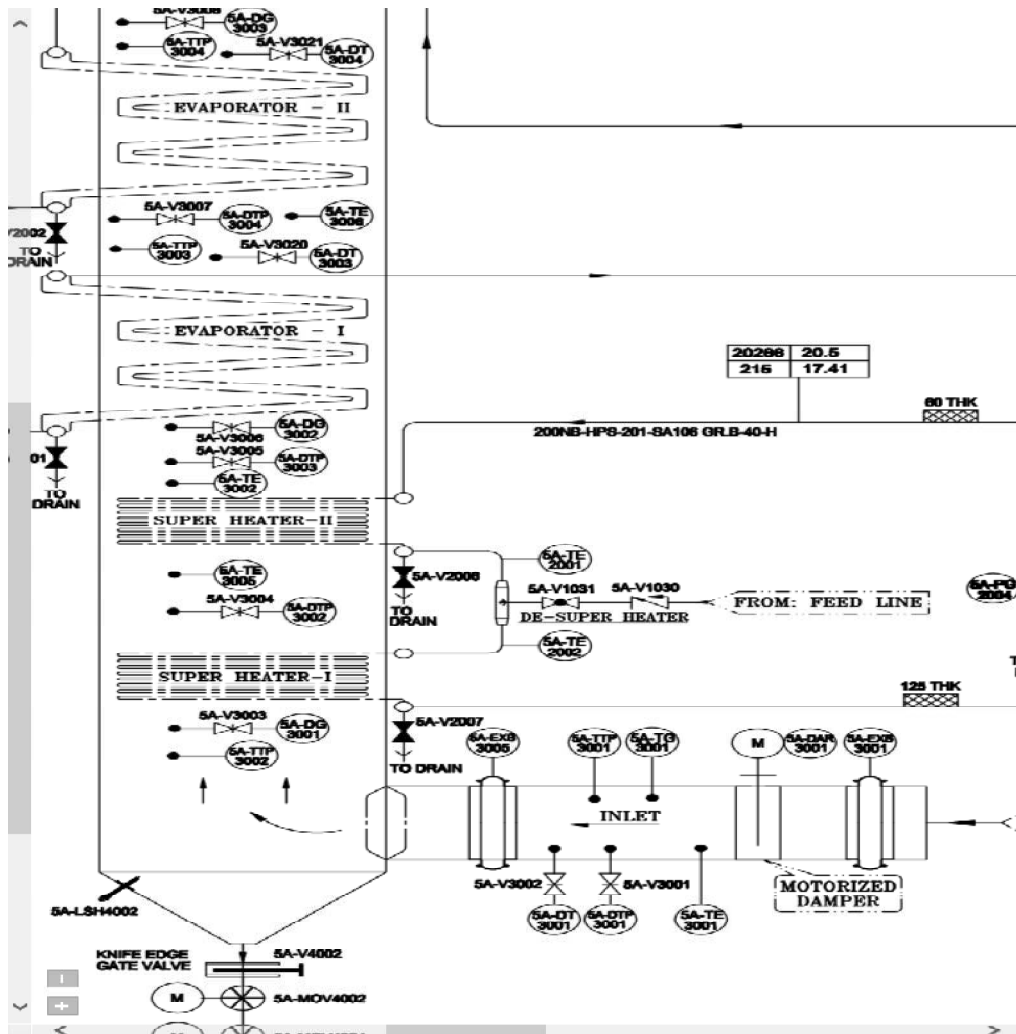 5A-V3008
5A-DG
3003
5A-TTP
3004
5A-V3021
5A-DT
3004
EVAPORATOR - II
5A-V3007
5A-DTP
3004
5A-TE
3006
V2002
TO
DRAIN
5A-TTP
3003
5A-V3020
5A-DT
3003
EVAPORATOR - I
20266 20.5
215 17.41
60 THK
200NB-HPS-201-SA106 GR.B-40-H
5A-DG
3002
5A-V3006
5A-V3005
5A-DTP
3003
5A-TE
3002
01
TO
DRAIN
SUPER HEATER-II
5A-TE
2001
5A-TE
3005
5A-V2006
5A-V3004
5A-DTP
3002
TO
DRAIN
5A-V1031
5A-V1030
FROM: FEED LINE
5A-PG
2004
DE-SUPER HEATER
5A-TE
2002
SUPER HEATER-I
125 THK
5A-V3003
5A-DG
3001
5A-V2007
5A-TTP
3002
TO DRAIN
5A-EXB
3005
5A-TTP
3001
5A-TG
3001
M
5A-DAR
3001
5A-EXB
3001
INLET
5A-V3002
5A-V3001
MOTORIZED
DAMPER
5A-DT
3001
5A-DTP
3001
5A-TE
3001
5A-LSH4002
KNIFE EDGE
GATE VALVE
5A-V4002
M
5A-MOV4002